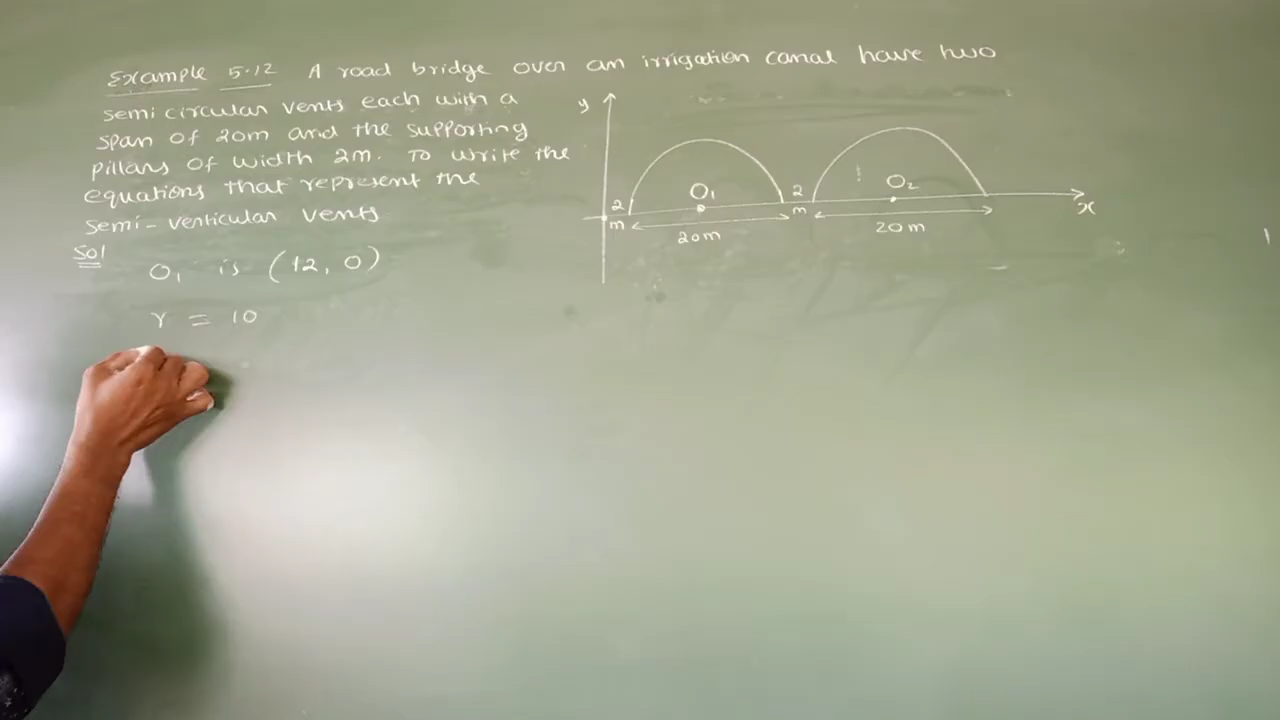 Example 5.12 A road bridge over an irrigation canal have two
semi circular vents each with a
span of 20m and the supporting
pillars of width 2m. To write the
equations that represent the
semi-verticular vents
Sol
O₁ is (12, 0)
r = 10
y
O₁
O₂
2
m
20m
2
m
20m
x